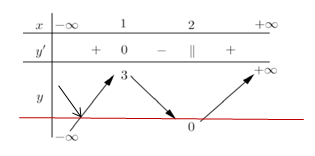 x −∞ 1 2 +∞
y′ + 0 − || +
3 +∞
y
0
−∞